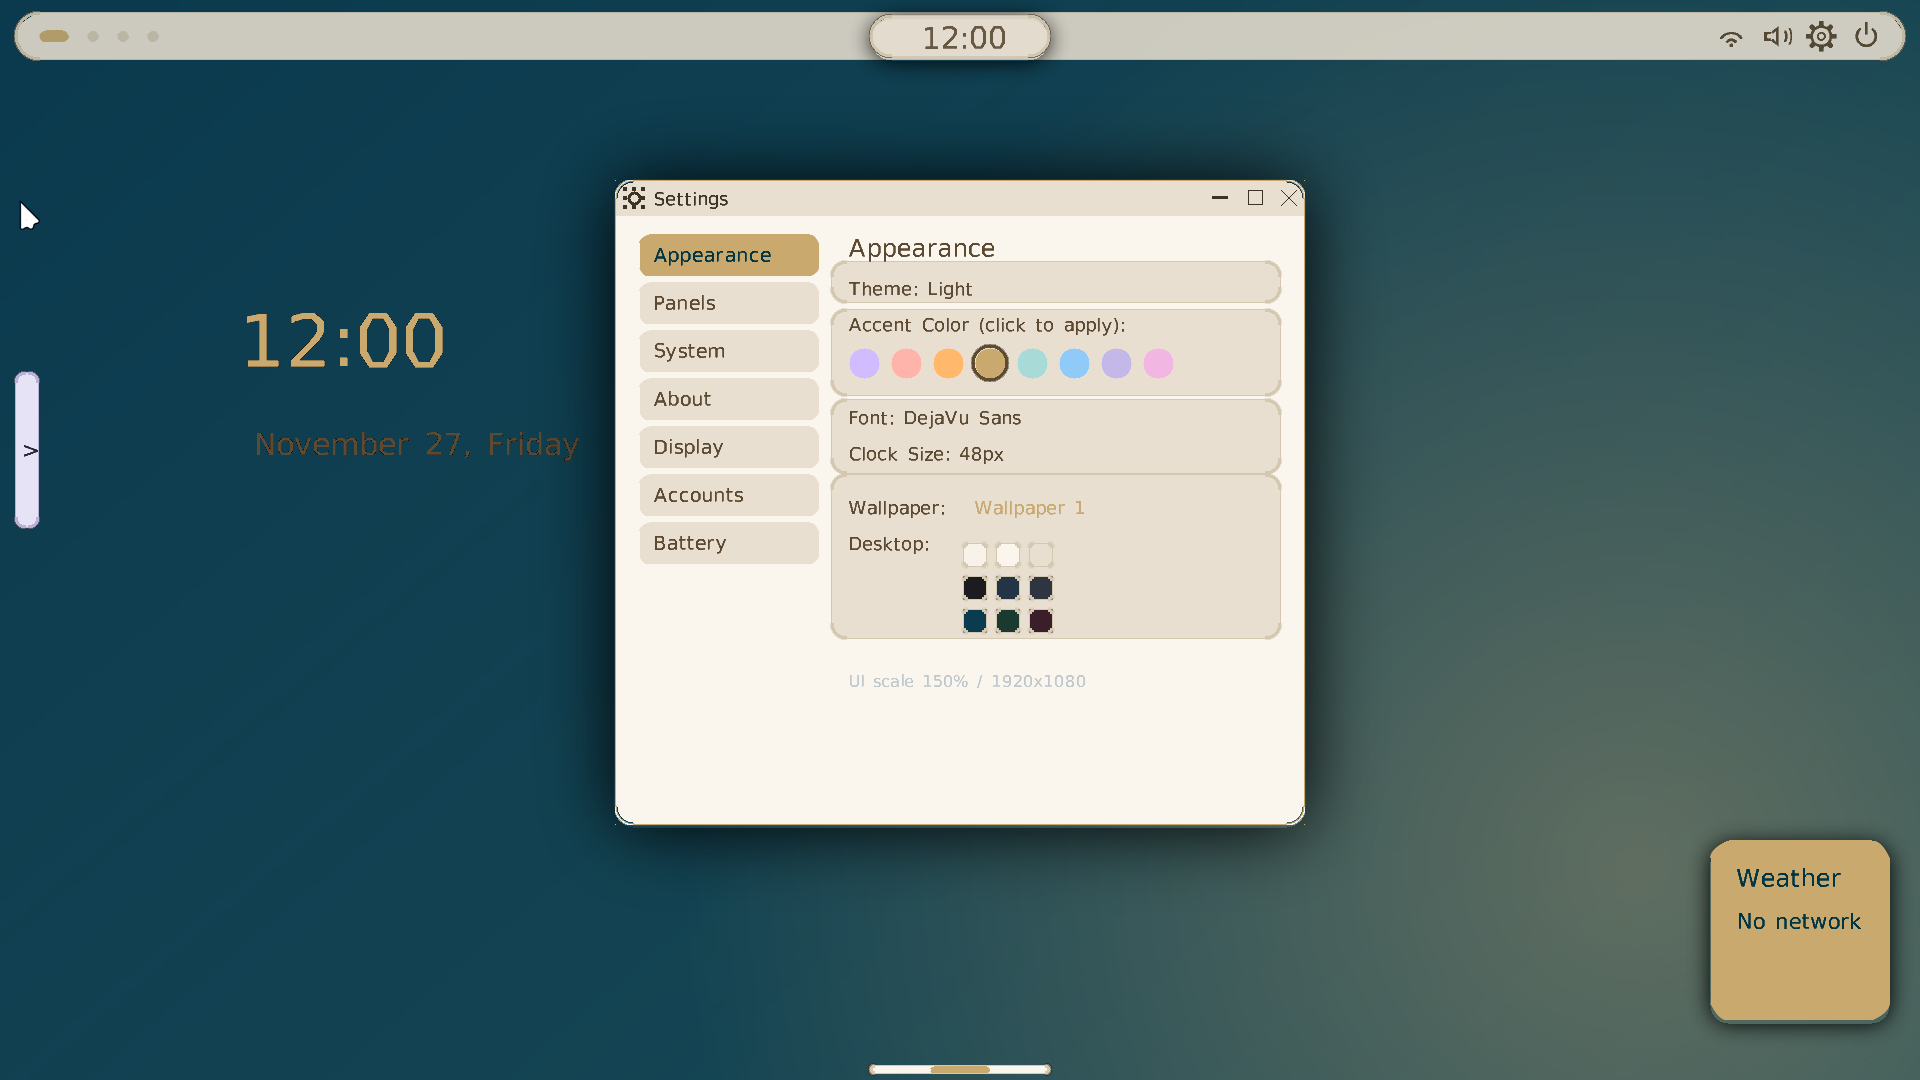 12:00
Settings
Appearance
Panels
System
About
Display
Accounts
Battery
Appearance
Theme: Light
Accent Color (click to apply):
Font: DejaVu Sans
Clock Size: 48px
Wallpaper: Wallpaper 1
Desktop:
UI scale 150% / 1920x1080
12:00
November 27, Friday
>
Weather
No network